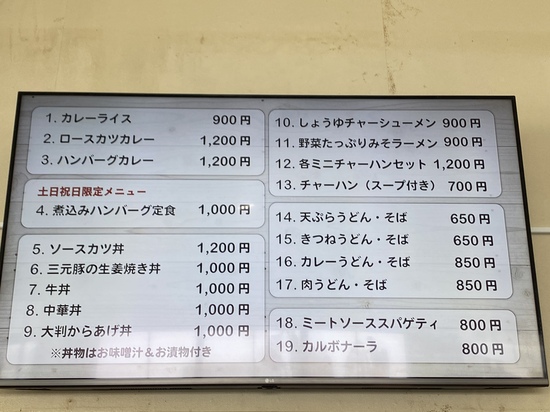 1. カレーライス 900円
2. ロースカツカレー 1,200円
3. ハンバーグカレー 1,200円
土日祝日限定メニュー
4. 煮込みハンバーグ定食 1,000円
5. ソースカツ丼 1,200円
6. 三元豚の生姜焼き丼 1,000円
7. 牛丼 1,000円
8. 中華丼 1,000円
9. 大判からあげ丼 1,000円
※丼物はお味噌汁＆お漬物付き
10. しょうゆチャーシューメン 900円
11. 野菜たっぷりみそラーメン 900円
12. 各ミニチャーハンセット 1,200円
13. チャーハン（スープ付き） 700円
14. 天ぷらうどん・そば 650円
15. きつねうどん・そば 650円
16. カレーうどん・そば 850円
17. 肉うどん・そば 850円
18. ミートソーススパゲティ 800円
19. カルボナーラ 800円
LG